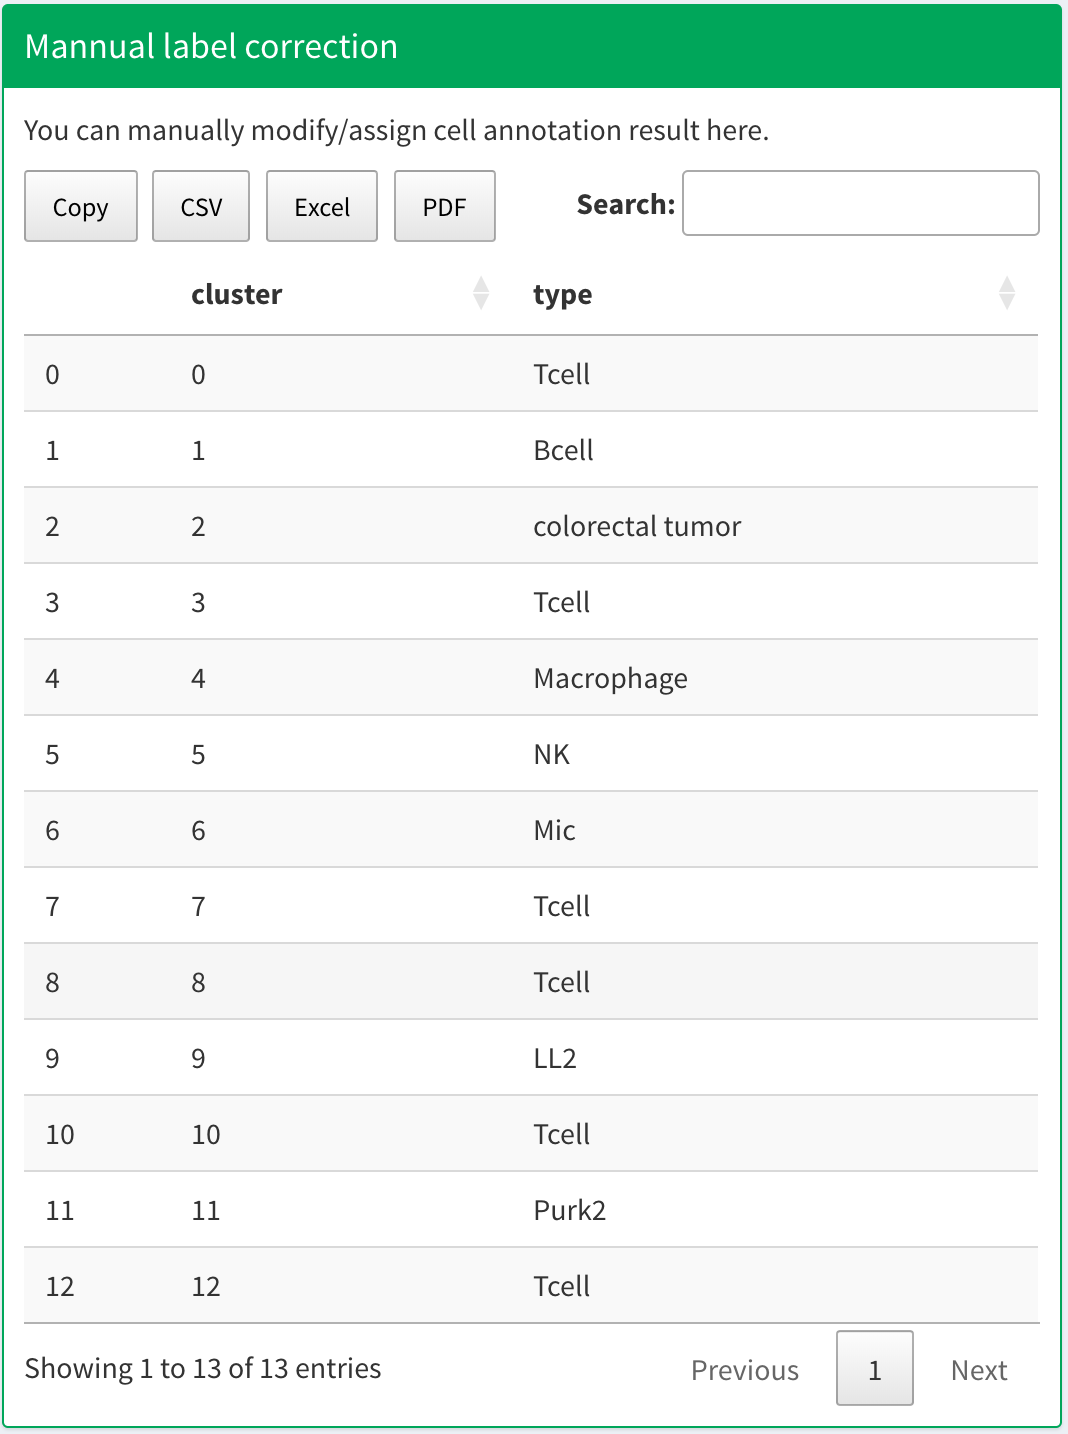 Mannual label correction
You can manually modify/assign cell annotation result here.
Copy CSV Excel PDF Search:
cluster type
0 0 Tcell
1 1 Bcell
2 2 colorectal tumor
3 3 Tcell
4 4 Macrophage
5 5 NK
6 6 Mic
7 7 Tcell
8 8 Tcell
9 9 LL2
10 10 Tcell
11 11 Purk2
12 12 Tcell
Showing 1 to 13 of 13 entries Previous 1 Next